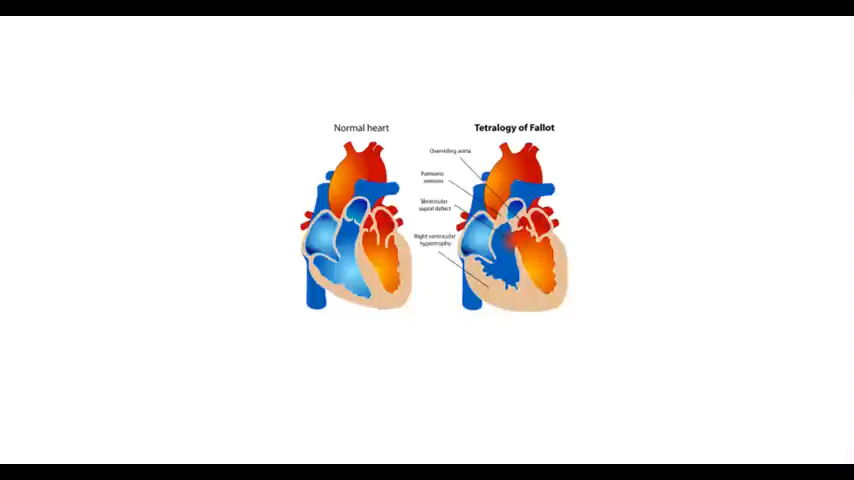 Normal heart
Tetralogy of Fallot
Overriding aorta
Pulmonic
stenosis
Ventricular
septal defect
Right ventricular
hypertrophy